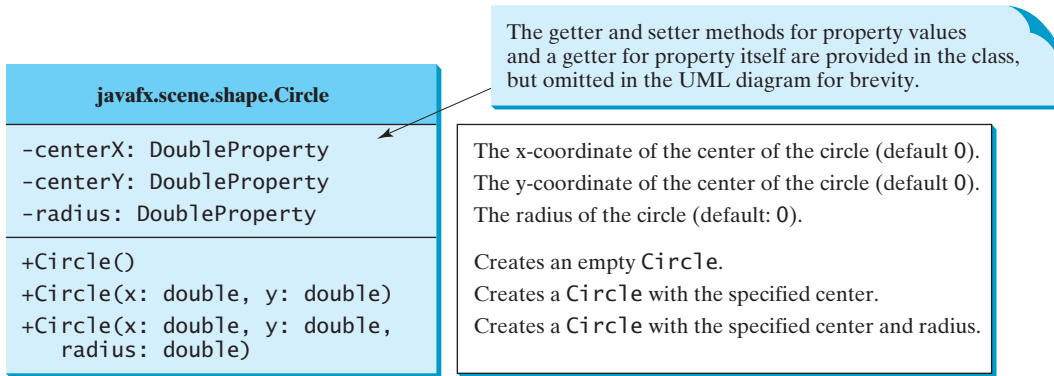 The getter and setter methods for property values
and a getter for property itself are provided in the class,
but omitted in the UML diagram for brevity.
javafx.scene.shape.Circle
-centerX: DoubleProperty
-centerY: DoubleProperty
-radius: DoubleProperty
The x-coordinate of the center of the circle (default 0).
The y-coordinate of the center of the circle (default 0).
The radius of the circle (default: 0).
+Circle()
+Circle(x: double, y: double)
+Circle(x: double, y: double,
radius: double)
Creates an empty Circle.
Creates a Circle with the specified center.
Creates a Circle with the specified center and radius.